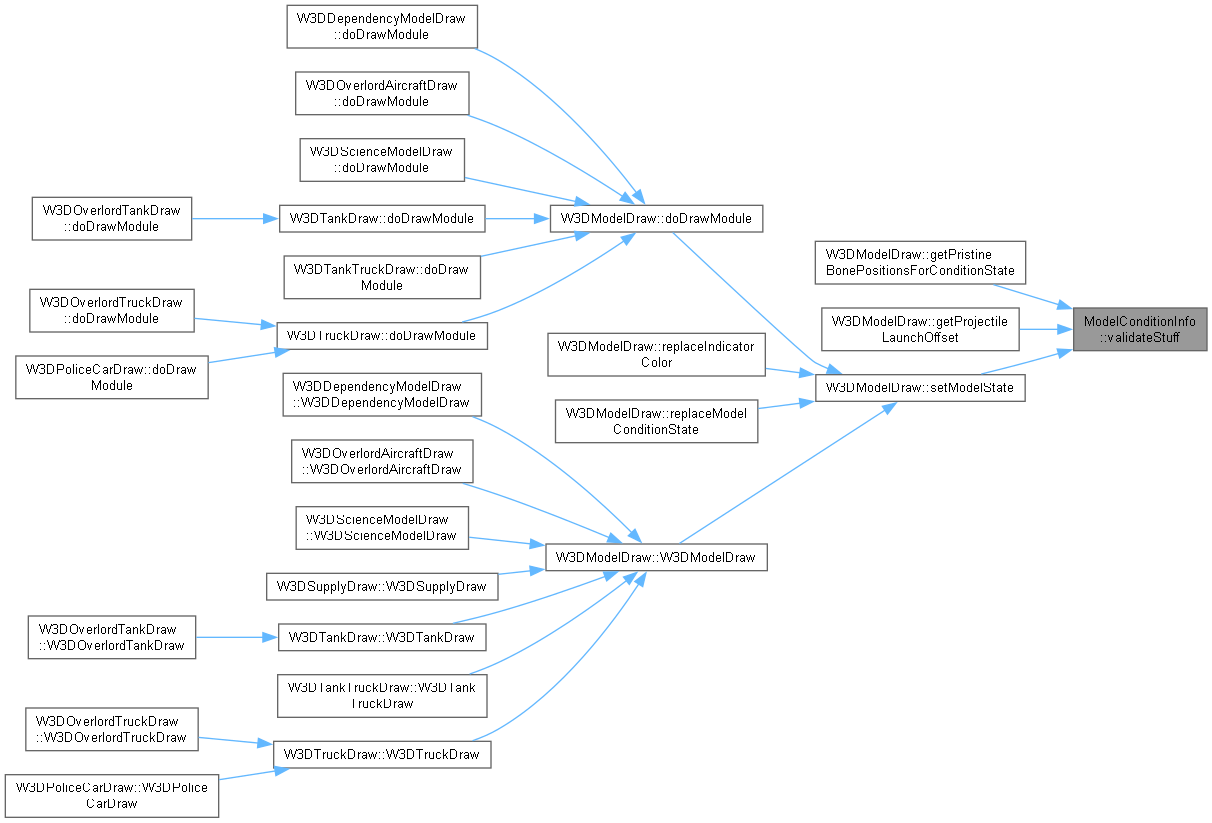 W3DDependencyModelDraw
::doDrawModule
W3DOverlordAircraftDraw
::doDrawModule
W3DScienceModelDraw
::doDrawModule
W3DOverlordTankDraw
::doDrawModule
W3DTankDraw::doDrawModule
W3DModelDraw::doDrawModule
W3DTankTruckDraw::doDraw
Module
W3DOverlordTruckDraw
::doDrawModule
W3DTruckDraw::doDrawModule
W3DPoliceCarDraw::doDraw
Module
W3DModelDraw::getPristine
BonePositionsForConditionState
W3DModelDraw::getProjectile
LaunchOffset
ModelConditionInfo
::validateStuff
W3DModelDraw::replaceIndicator
Color
W3DModelDraw::setModelState
W3DModelDraw::replaceModel
ConditionState
W3DDependencyModelDraw
::W3DDependencyModelDraw
W3DOverlordAircraftDraw
::W3DOverlordAircraftDraw
W3DScienceModelDraw
::W3DScienceModelDraw
W3DModelDraw::W3DModelDraw
W3DSupplyDraw::W3DSupplyDraw
W3DOverlordTankDraw
::W3DOverlordTankDraw
W3DTankDraw::W3DTankDraw
W3DTankTruckDraw::W3DTank
TruckDraw
W3DOverlordTruckDraw
::W3DOverlordTruckDraw
W3DTruckDraw::W3DTruckDraw
W3DPoliceCarDraw::W3DPolice
CarDraw